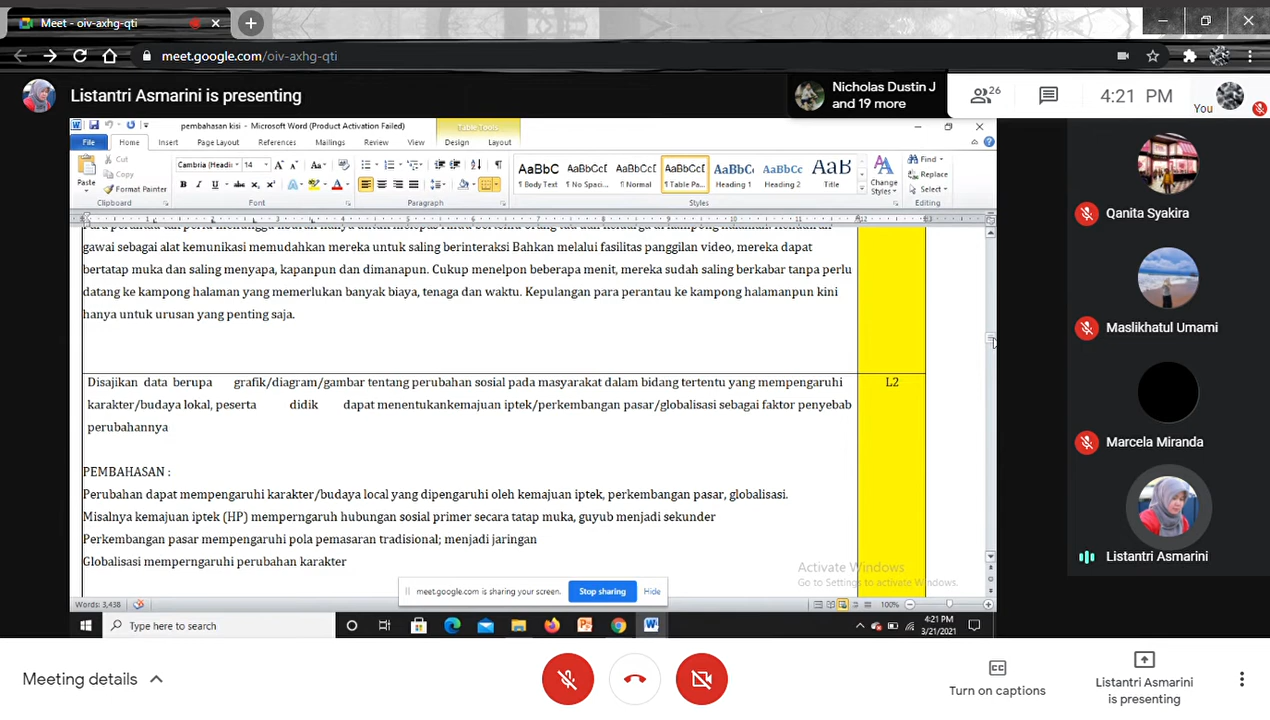 Meet - oiv-axhg-qti
meet.google.com/oiv-axhg-qti
Listantri Asmarini is presenting
Nicholas Dustin J
and 19 more
26
4:21 PM
You
pembahasan kisi - Microsoft Word (Product Activation Failed)
Table Tools
File Home Insert Page Layout References Mailings Review View Design Layout
Paste
Cut
Copy
Format Painter
Cambria (Headi 14
AaBbC AaBbCcD AaBbCcD AaBbCcD AaBbCc AaBbCc AaB
¶ Body Text ¶ No Spaci... ¶ Normal ¶ Table Pa... Heading 1 Heading 2 Title
Change Styles
Find
Replace
Select
Clipboard Font Paragraph Styles Editing
gawai sebagai alat komunikasi memudahkan mereka untuk saling berinteraksi Bahkan melalui fasilitas panggilan video, mereka dapat
bertatap muka dan saling menyapa, kapanpun dan dimanapun. Cukup menelpon beberapa menit, mereka sudah saling berkabar tanpa perlu
datang ke kampong halaman yang memerlukan banyak biaya, tenaga dan waktu. Kepulangan para perantau ke kampong halamanpun kini
hanya untuk urusan yang penting saja.
Disajikan data berupa grafik/diagram/gambar tentang perubahan sosial pada masyarakat dalam bidang tertentu yang mempengaruhi
L2
karakter/budaya lokal, peserta didik dapat menentukankemajuan iptek/perkembangan pasar/globalisasi sebagai faktor penyebab
perubahannya
PEMBAHASAN :
Perubahan dapat mempengaruhi karakter/budaya local yang dipengaruhi oleh kemajuan iptek, perkembangan pasar, globalisasi.
Misalnya kemajuan iptek (HP) memperngaruh hubungan sosial primer secara tatap muka, guyub menjadi sekunder
Perkembangan pasar mempengaruhi pola pemasaran tradisional; menjadi jaringan
Globalisasi memperngaruhi perubahan karakter
Activate Windows
Go to Settings to activate Windows.
meet.google.com is sharing your screen. Stop sharing Hide
Words: 3,438
100%
Type here to search
4:21 PM
3/21/2021
Qanita Syakira
Maslikhatul Umami
Marcela Miranda
Listantri Asmarini
Meeting details
Turn on captions
Listantri Asmarini
is presenting